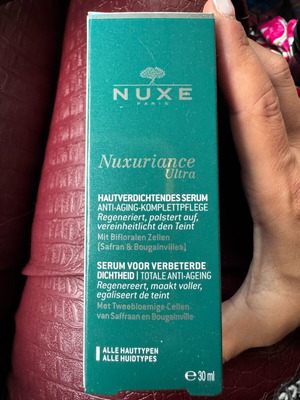 NUXE
PARIS
Nuxuriance
Ultra
HAUTVERDICHTENDES SERUM
ANTI-AGING-KOMPLETTPFLEGE
Regeneriert, polstert auf,
vereinheitlicht den Teint
Mit Bifloralen Zellen
[Safran & Bougainvillea]
SERUM VOOR VERBETERDE
DICHTHEID | TOTALE ANTI-AGEING
Regenereert, maakt voller,
egaliseert de teint
Met Tweebloemige-Cellen
van Saffraan en Bougainville
ALLE HAUTTYPEN
ALLE HUIDTYPES
e 30 ml